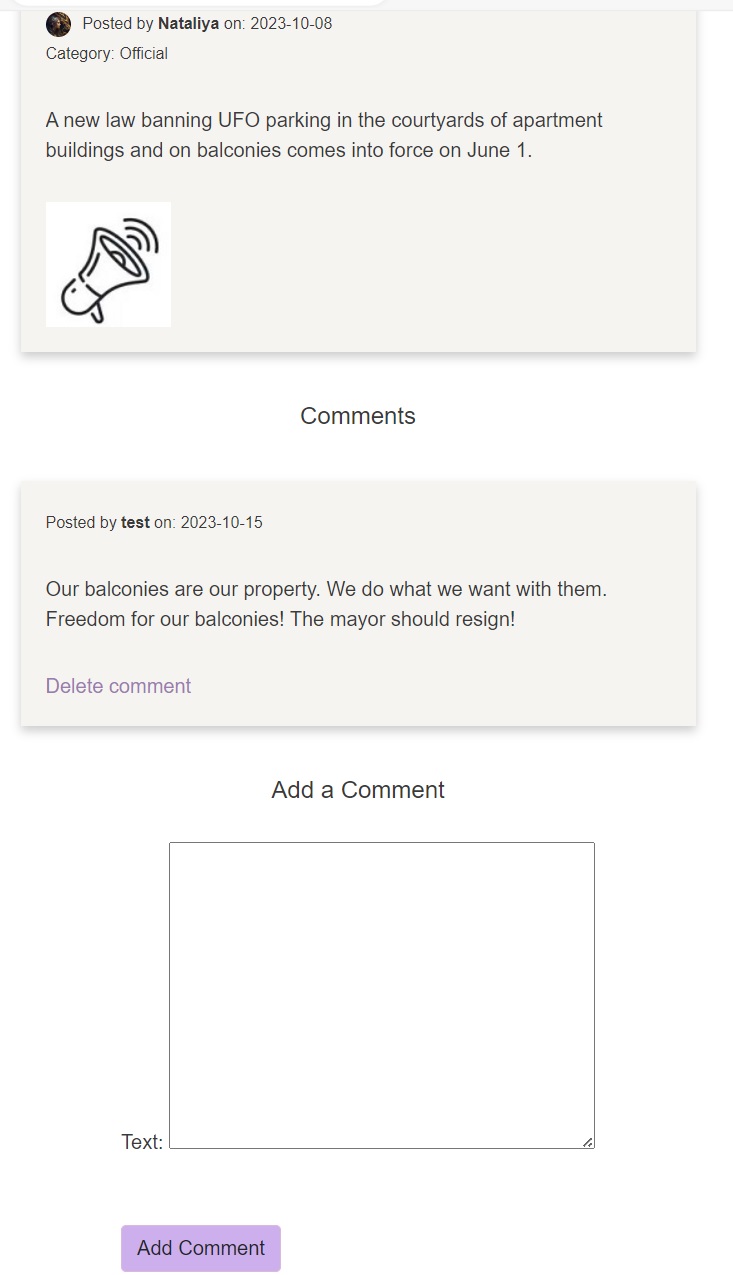 Posted by Nataliya on: 2023-10-08
Category: Official
A new law banning UFO parking in the courtyards of apartment
buildings and on balconies comes into force on June 1.
Comments
Posted by test on: 2023-10-15
Our balconies are our property. We do what we want with them.
Freedom for our balconies! The mayor should resign!
Delete comment
Add a Comment
Text:
Add Comment